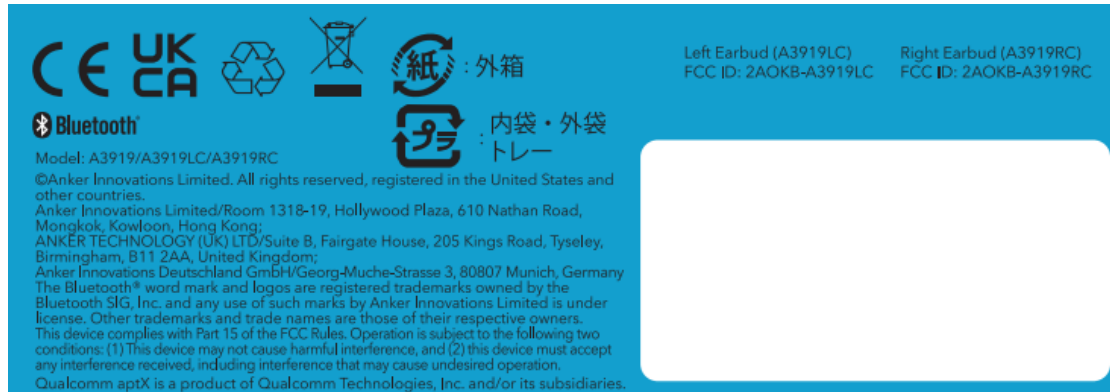 CE
UK
CA
紙 : 外箱
プラ : 内袋・外袋
トレー
Left Earbud (A3919LC)
FCC ID: 2AOKB-A3919LC
Right Earbud (A3919RC)
FCC ID: 2AOKB-A3919RC
Bluetooth®
Model: A3919/A3919LC/A3919RC
©Anker Innovations Limited. All rights reserved, registered in the United States and
other countries.
Anker Innovations Limited/Room 1318-19, Hollywood Plaza, 610 Nathan Road,
Mongkok, Kowloon, Hong Kong;
ANKER TECHNOLOGY (UK) LTD/Suite B, Fairgate House, 205 Kings Road, Tyseley,
Birmingham, B11 2AA, United Kingdom;
Anker Innovations Deutschland GmbH/Georg-Muche-Strasse 3, 80807 Munich, Germany
The Bluetooth® word mark and logos are registered trademarks owned by the
Bluetooth SIG, Inc. and any use of such marks by Anker Innovations Limited is under
license. Other trademarks and trade names are those of their respective owners.
This device complies with Part 15 of the FCC Rules. Operation is subject to the following two
conditions: (1) This device may not cause harmful interference, and (2) this device must accept
any interference received, including interference that may cause undesired operation.
Qualcomm aptX is a product of Qualcomm Technologies, Inc. and/or its subsidiaries.